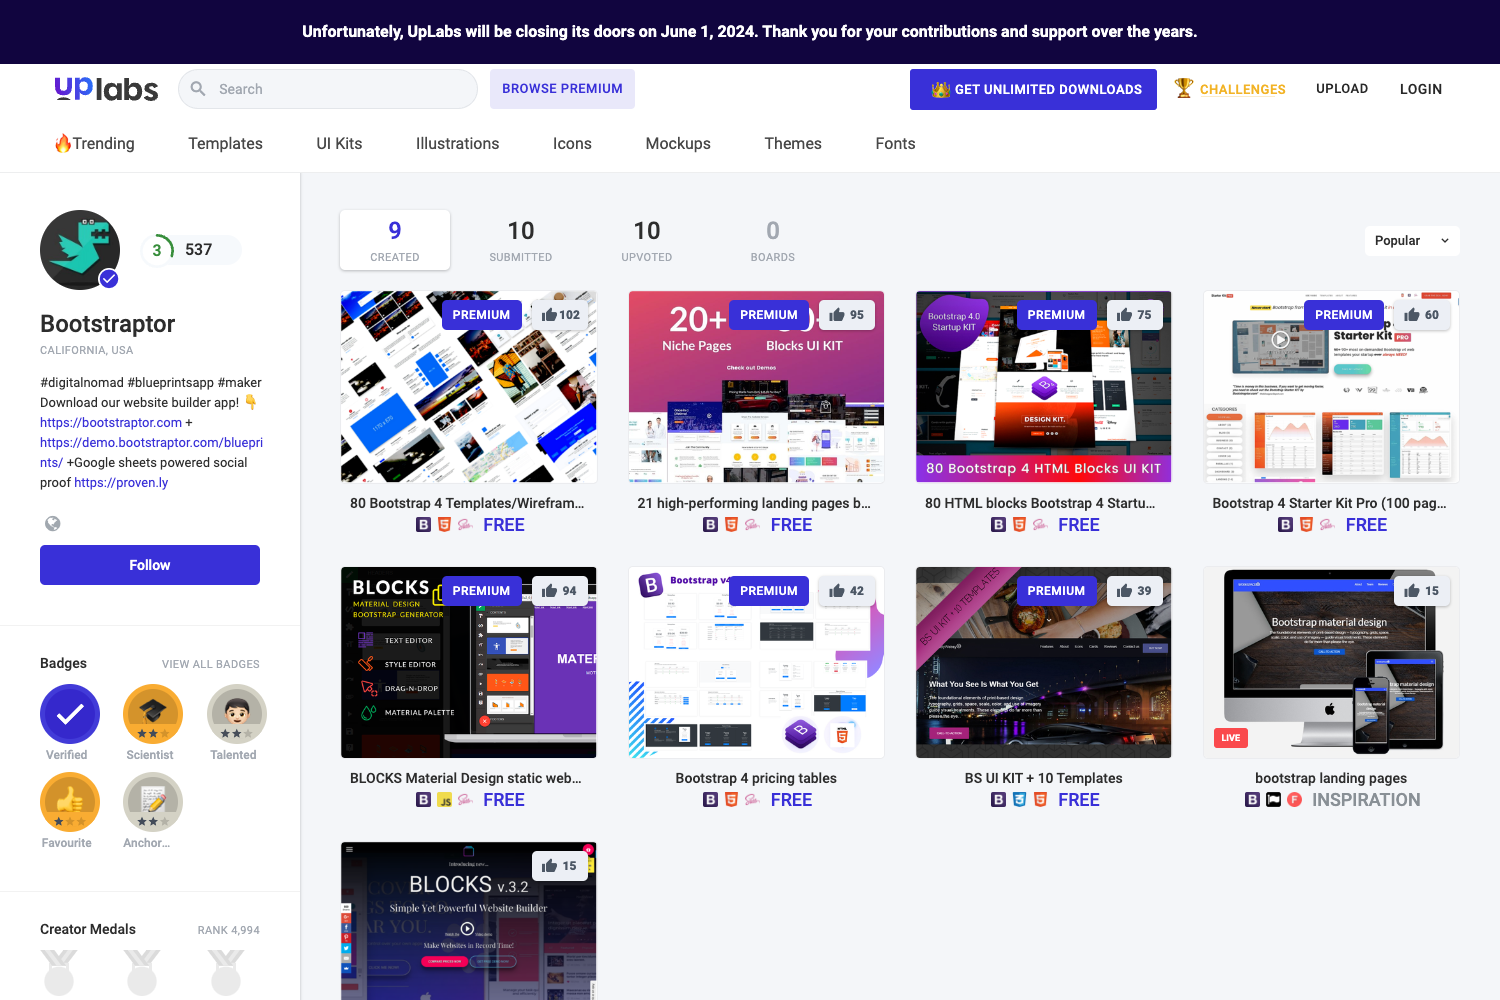 Unfortunately, UpLabs will be closing its doors on June 1, 2024. Thank you for your contributions and support over the years.
uplabs
Search
BROWSE PREMIUM
GET UNLIMITED DOWNLOADS
CHALLENGES
UPLOAD
LOGIN
Trending
Templates
UI Kits
Illustrations
Icons
Mockups
Themes
Fonts
3
537
Bootstraptor
CALIFORNIA, USA
#digitalnomad #blueprintsapp #maker
Download our website builder app!
https://bootstraptor.com +
https://demo.bootstraptor.com/bluepri
nts/ +Google sheets powered social
proof https://proven.ly
Follow
Badges
VIEW ALL BADGES
Verified
Scientist
Talented
Favourite
Anchor...
Creator Medals
RANK 4,994
9
CREATED
10
SUBMITTED
10
UPVOTED
0
BOARDS
Popular
PREMIUM
102
80 Bootstrap 4 Templates/Wirefram...
FREE
20+
Niche Pages
Blocks UI KIT
Check out Demos
PREMIUM
95
21 high-performing landing pages b...
FREE
Bootstrap 4.0
Startup KIT
PREMIUM
75
DESIGN KIT.
80 Bootstrap 4 HTML Blocks UI KIT
80 HTML blocks Bootstrap 4 Startu...
FREE
PREMIUM
60
Starter Kit PRO
CATEGORIES
Bootstrap 4 Starter Kit Pro (100 pag...
FREE
BLOCKS
MATERIAL DESIGN
BOOTSTRAP GENERATOR
TEXT EDITOR
STYLE EDITOR
DRAG-N-DROP
MATERIAL PALETTE
PREMIUM
94
BLOCKS Material Design static web...
FREE
Bootstrap v4
PREMIUM
42
Bootstrap 4 pricing tables
FREE
BS UI KIT + 10 TEMPLATES
PREMIUM
39
What You See Is What You Get
BS UI KIT + 10 Templates
FREE
15
Bootstrap material design
LIVE
bootstrap landing pages
INSPIRATION
15
Introducing new...
BLOCKS v.3.2
Simple Yet Powerful Website Builder
Make Websites in Record Time!